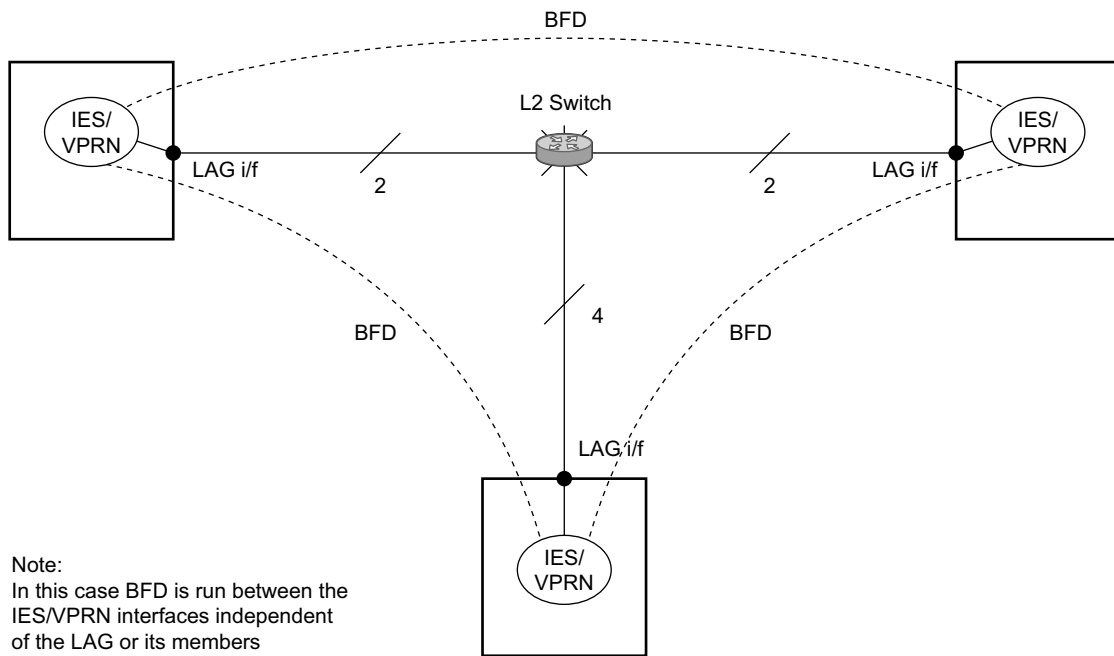 BFD
L2 Switch
IES/
VPRN
IES/
VPRN
LAG i/f
2
2
LAG i/f
4
BFD
BFD
LAG i/f
IES/
VPRN
Note:
In this case BFD is run between the
IES/VPRN interfaces independent
of the LAG or its members